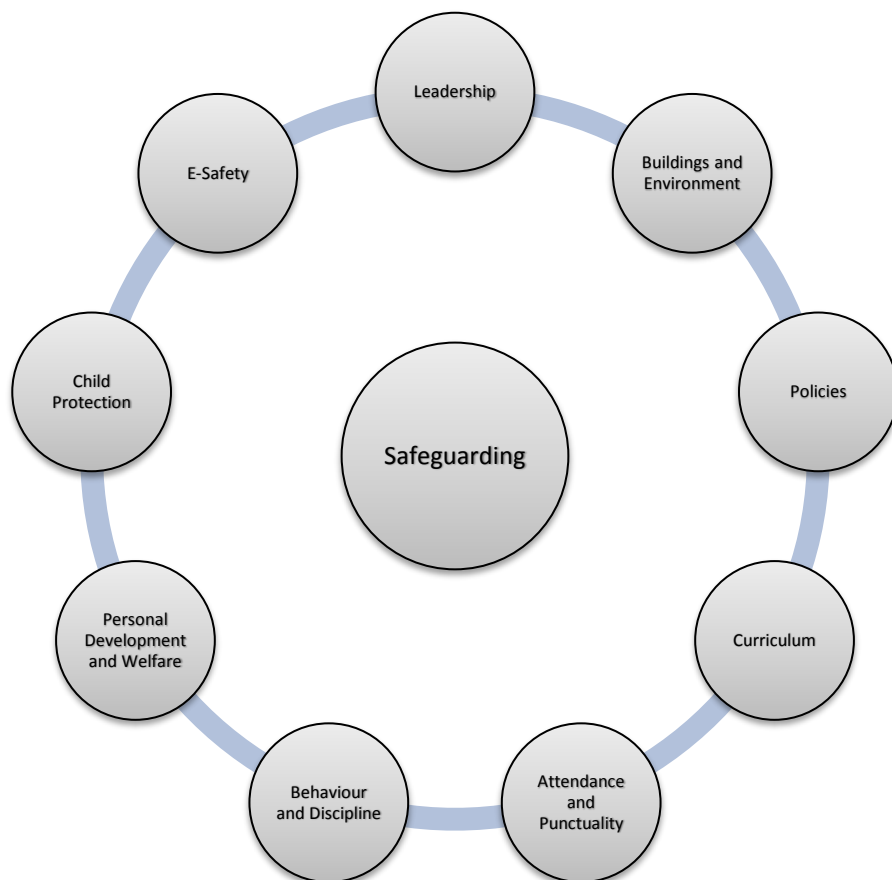 Leadership
Buildings and
Environment
Policies
Curriculum
Attendance
and
Punctuality
Behaviour
and Discipline
Personal
Development
and Welfare
Child
Protection
E-Safety
Safeguarding